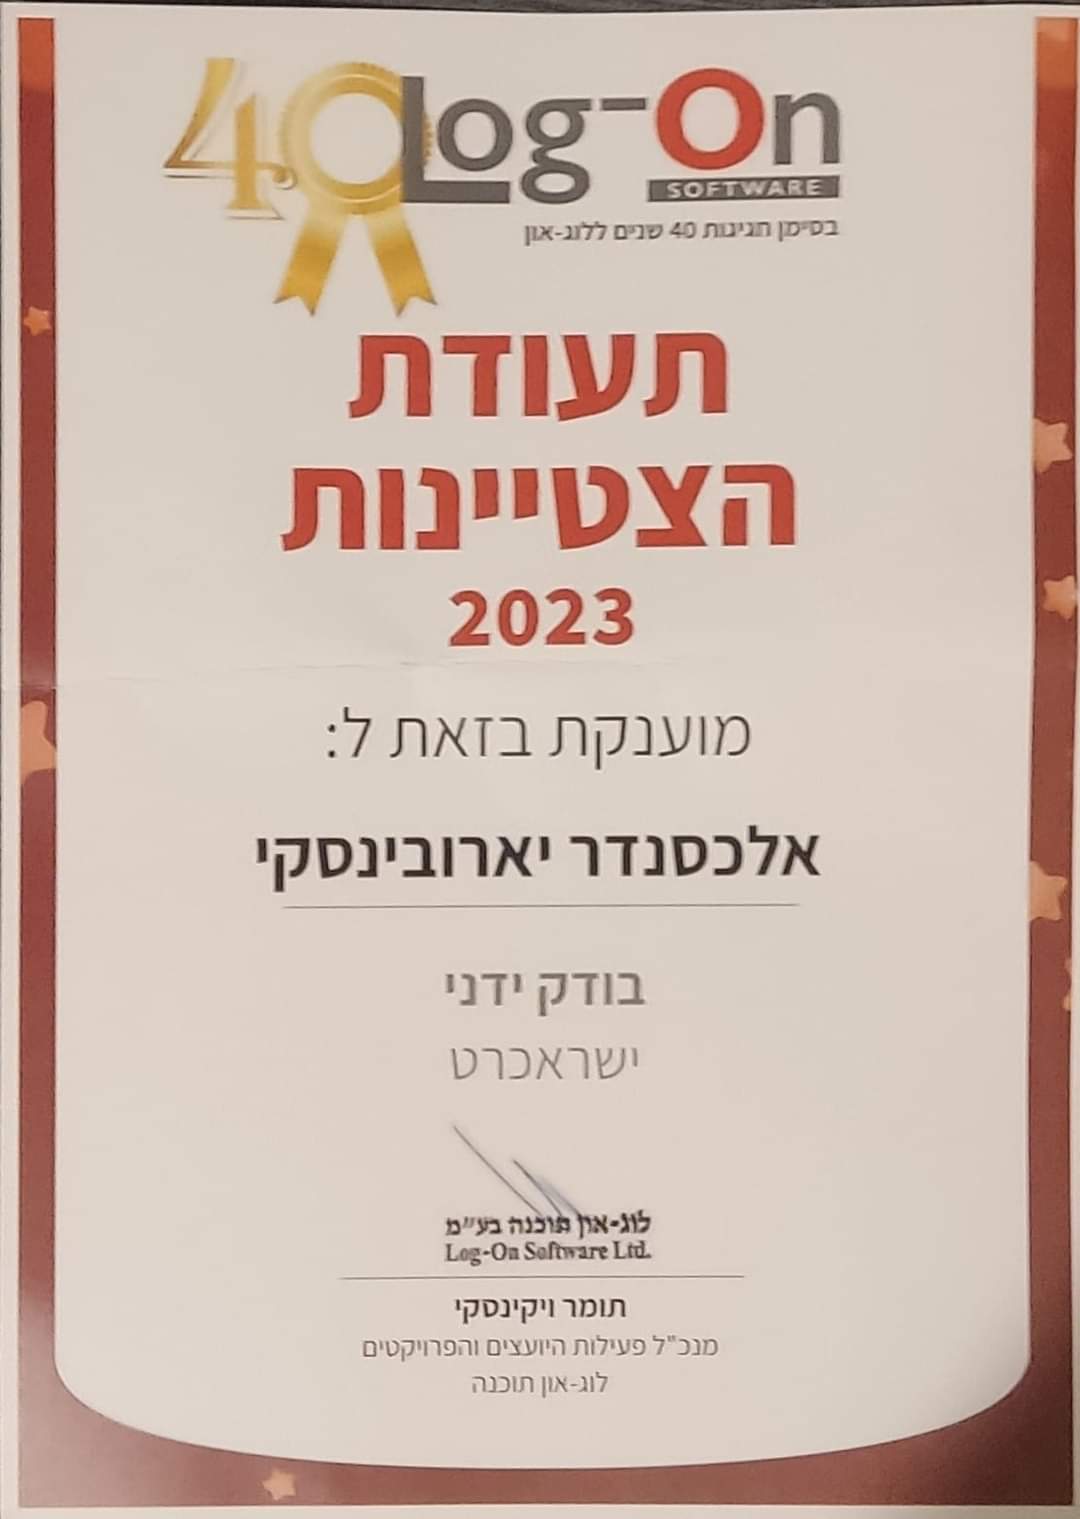 40 Log-On
SOFTWARE
בסימן חגיגות 40 שנים ללוג-און
תעודת
הצטיינות
2023
מוענקת בזאת ל:
אלכסנדר יארובינסקי
בודק ידני
ישראכרט
לוג-און תוכנה בע"מ
Log-On Software Ltd.
תומר ויקינסקי
מנכ"ל פעילות היועצים והפרויקטים
לוג-און תוכנה